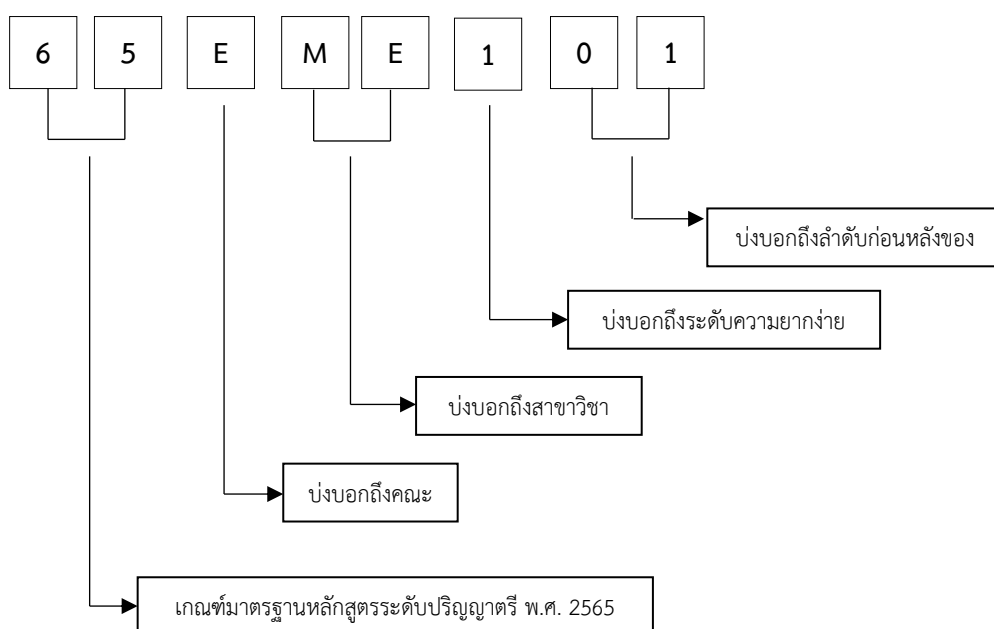 6 5 E M E 1 0 1
บ่งบอกถึงลำดับก่อนหลังของ
บ่งบอกถึงระดับความยากง่าย
บ่งบอกถึงสาขาวิชา
บ่งบอกถึงคณะ
เกณฑ์มาตรฐานหลักสูตรระดับปริญญาตรี พ.ศ. 2565